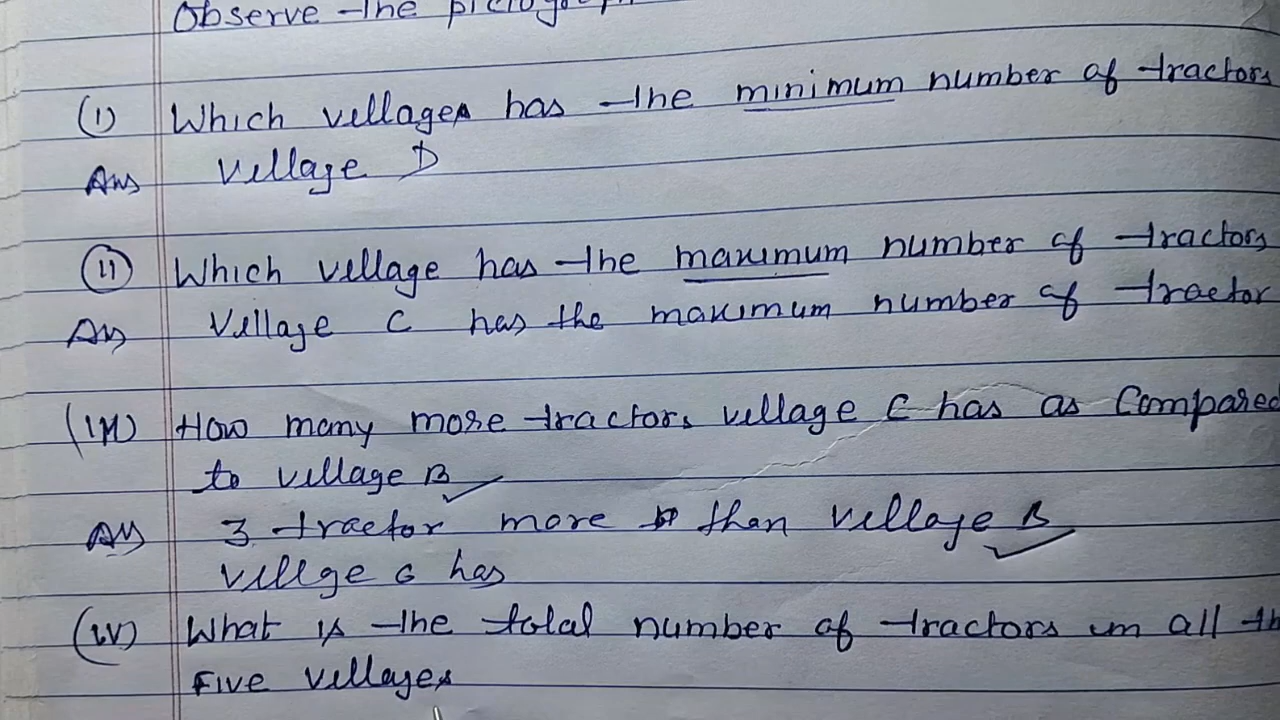 Observe the pictograph
(i) Which villages has the minimum number of tractors
Ans Village D
(ii) Which village has the maximum number of tractors
Ans Village C has the maximum number of tractor
(iii) How many more tractors village C has as Compared
to village B
Ans 3 tractor more than village B
villge C has
(iv) What is the total number of tractors in all th
Five villages